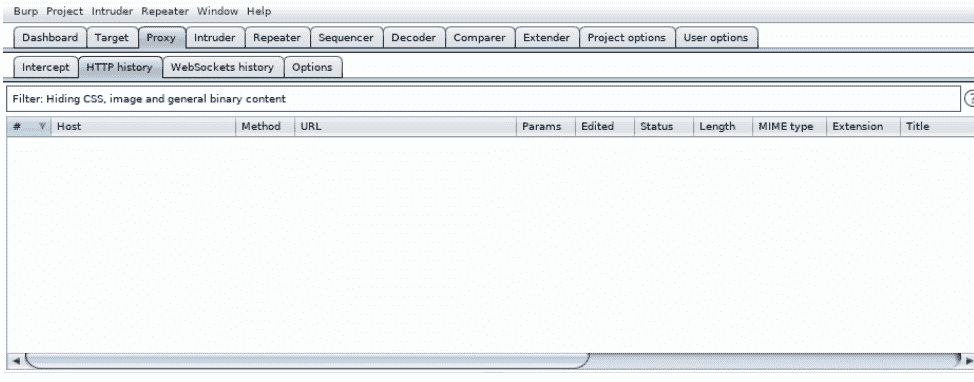 Burp Project Intruder Repeater Window Help
Dashboard Target Proxy Intruder Repeater Sequencer Decoder Comparer Extender Project options User options
Intercept HTTP history WebSockets history Options
Filter: Hiding CSS, image and general binary content ?
# Host Method URL Params Edited Status Length MIME type Extension Title